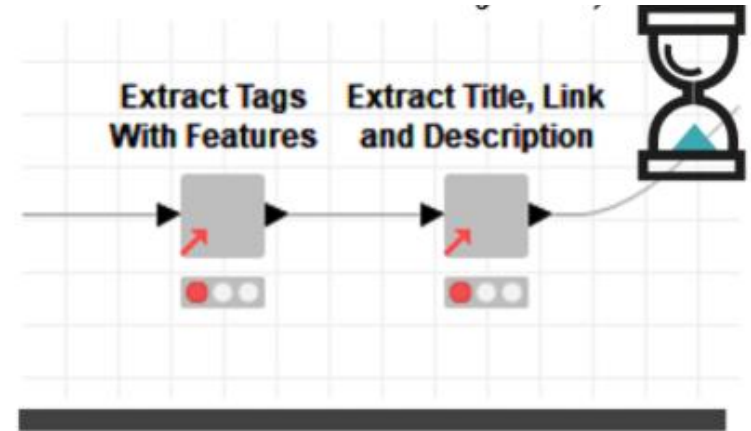 Extract Tags
With Features
Extract Title, Link
and Description